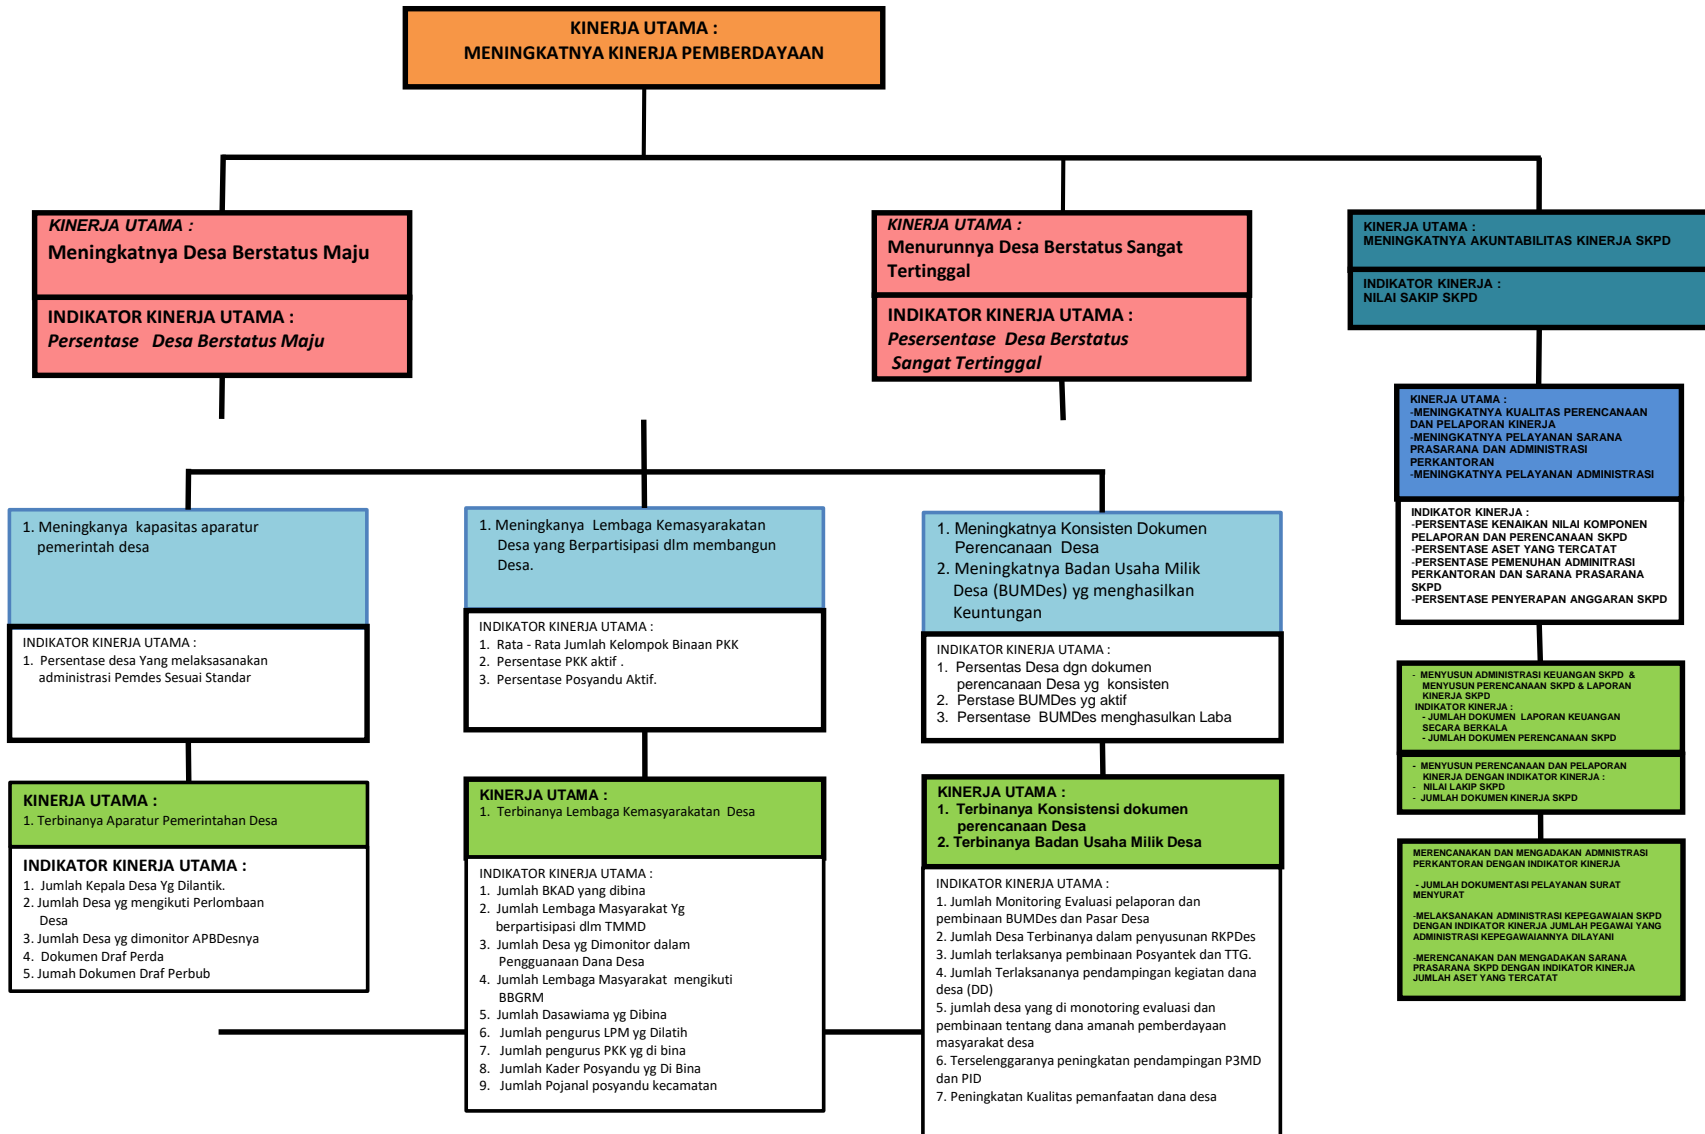 KINERJA UTAMA :
MENINGKATNYA KINERJA PEMBERDAYAAN
KINERJA UTAMA :
Meningkatnya Desa Berstatus Maju
INDIKATOR KINERJA UTAMA :
Persentase Desa Berstatus Maju
KINERJA UTAMA :
Menurunnya Desa Berstatus Sangat
Tertinggal
INDIKATOR KINERJA UTAMA :
Pesersentase Desa Berstatus
Sangat Tertinggal
KINERJA UTAMA :
MENINGKATNYA AKUNTABILITAS KINERJA SKPD
INDIKATOR KINERJA :
NILAI SAKIP SKPD
KINERJA UTAMA :
-MENINGKATNYA KUALITAS PERENCANAAN
DAN PELAPORAN KINERJA
-MENINGKATNYA PELAYANAN SARANA
PRASARANA DAN ADMINISTRASI
PERKANTORAN
-MENINGKATNYA PELAYANAN ADMINISTRASI
INDIKATOR KINERJA :
-PERSENTASE KENAIKAN NILAI KOMPONEN
PELAPORAN DAN PERENCANAAN SKPD
-PERSENTASE ASET YANG TERCATAT
-PERSENTASE PEMENUHAN ADMINITRASI
PERKANTORAN DAN SARANA PRASARANA
SKPD
-PERSENTASE PENYERAPAN ANGGARAN SKPD
1. Meningkanya kapasitas aparatur
pemerintah desa
INDIKATOR KINERJA UTAMA :
1. Persentase desa Yang melaksasanakan
administrasi Pemdes Sesuai Standar
1. Meningkanya Lembaga Kemasyarakatan
Desa yang Berpartisipasi dlm membangun
Desa.
INDIKATOR KINERJA UTAMA :
1. Rata - Rata Jumlah Kelompok Binaan PKK
2. Persentase PKK aktif .
3. Persentase Posyandu Aktif.
1. Meningkatnya Konsisten Dokumen
Perencanaan Desa
2. Meningkatnya Badan Usaha Milik
Desa (BUMDes) yg menghasilkan
Keuntungan
INDIKATOR KINERJA UTAMA :
1. Persentas Desa dgn dokumen
perencanaan Desa yg konsisten
2. Perstase BUMDes yg aktif
3. Persentase BUMDes menghasulkan Laba
- MENYUSUN ADMINISTRASI KEUANGAN SKPD &
MENYUSUN PERENCANAAN SKPD & LAPORAN
KINERJA SKPD
INDIKATOR KINERJA :
- JUMLAH DOKUMEN LAPORAN KEUANGAN
SECARA BERKALA
- JUMLAH DOKUMEN PERENCANAAN SKPD
- MENYUSUN PERENCANAAN DAN PELAPORAN
KINERJA DENGAN INDIKATOR KINERJA :
- NILAI LAKIP SKPD
- JUMLAH DOKUMEN KINERJA SKPD
KINERJA UTAMA :
1. Terbinanya Aparatur Pemerintahan Desa
INDIKATOR KINERJA UTAMA :
1. Jumlah Kepala Desa Yg Dilantik.
2. Jumlah Desa yg mengikuti Perlombaan
Desa
3. Jumlah Desa yg dimonitor APBDesnya
4. Dokumen Draf Perda
5. Jumah Dokumen Draf Perbub
KINERJA UTAMA :
1. Terbinanya Lembaga Kemasyarakatan Desa
INDIKATOR KINERJA UTAMA :
1. Jumlah BKAD yang dibina
2. Jumlah Lembaga Masyarakat Yg
berpartisipasi dlm TMMD
3. Jumlah Desa yg Dimonitor dalam
Pengguanaan Dana Desa
4. Jumlah Lembaga Masyarakat mengikuti
BBGRM
5. Jumlah Dasawiama yg Dibina
6. Jumlah pengurus LPM yg Dilatih
7. Jumlah pengurus PKK yg di bina
8. Jumlah Kader Posyandu yg Di Bina
9. Jumlah Pojanal posyandu kecamatan
KINERJA UTAMA :
1. Terbinanya Konsistensi dokumen
perencanaan Desa
2. Terbinanya Badan Usaha Milik Desa
INDIKATOR KINERJA UTAMA :
1. Jumlah Monitoring Evaluasi pelaporan dan
pembinaan BUMDes dan Pasar Desa
2. Jumlah Desa Terbinanya dalam penyusunan RKPDes
3. Jumlah terlaksanya pembinaan Posyantek dan TTG.
4. Jumlah Terlaksananya pendampingan kegiatan dana
desa (DD)
5. jumlah desa yang di monotoring evaluasi dan
pembinaan tentang dana amanah pemberdayaan
masyarakat desa
6. Terselenggaranya peningkatan pendampingan P3MD
dan PID
7. Peningkatan Kualitas pemanfaatan dana desa
MERENCANAKAN DAN MENGADAKAN ADMNISTRASI
PERKANTORAN DENGAN INDIKATOR KINERJA
- JUMLAH DOKUMENTASI PELAYANAN SURAT
MENYURAT
-MELAKSANAKAN ADMINISTRASI KEPEGAWAIAN SKPD
DENGAN INDIKATOR KINERJA JUMLAH PEGAWAI YANG
ADMINISTRASI KEPEGAWAIANNYA DILAYANI
-MERENCANAKAN DAN MENGADAKAN SARANA
PRASARANA SKPD DENGAN INDIKATOR KINERJA
JUMLAH ASET YANG TERCATAT